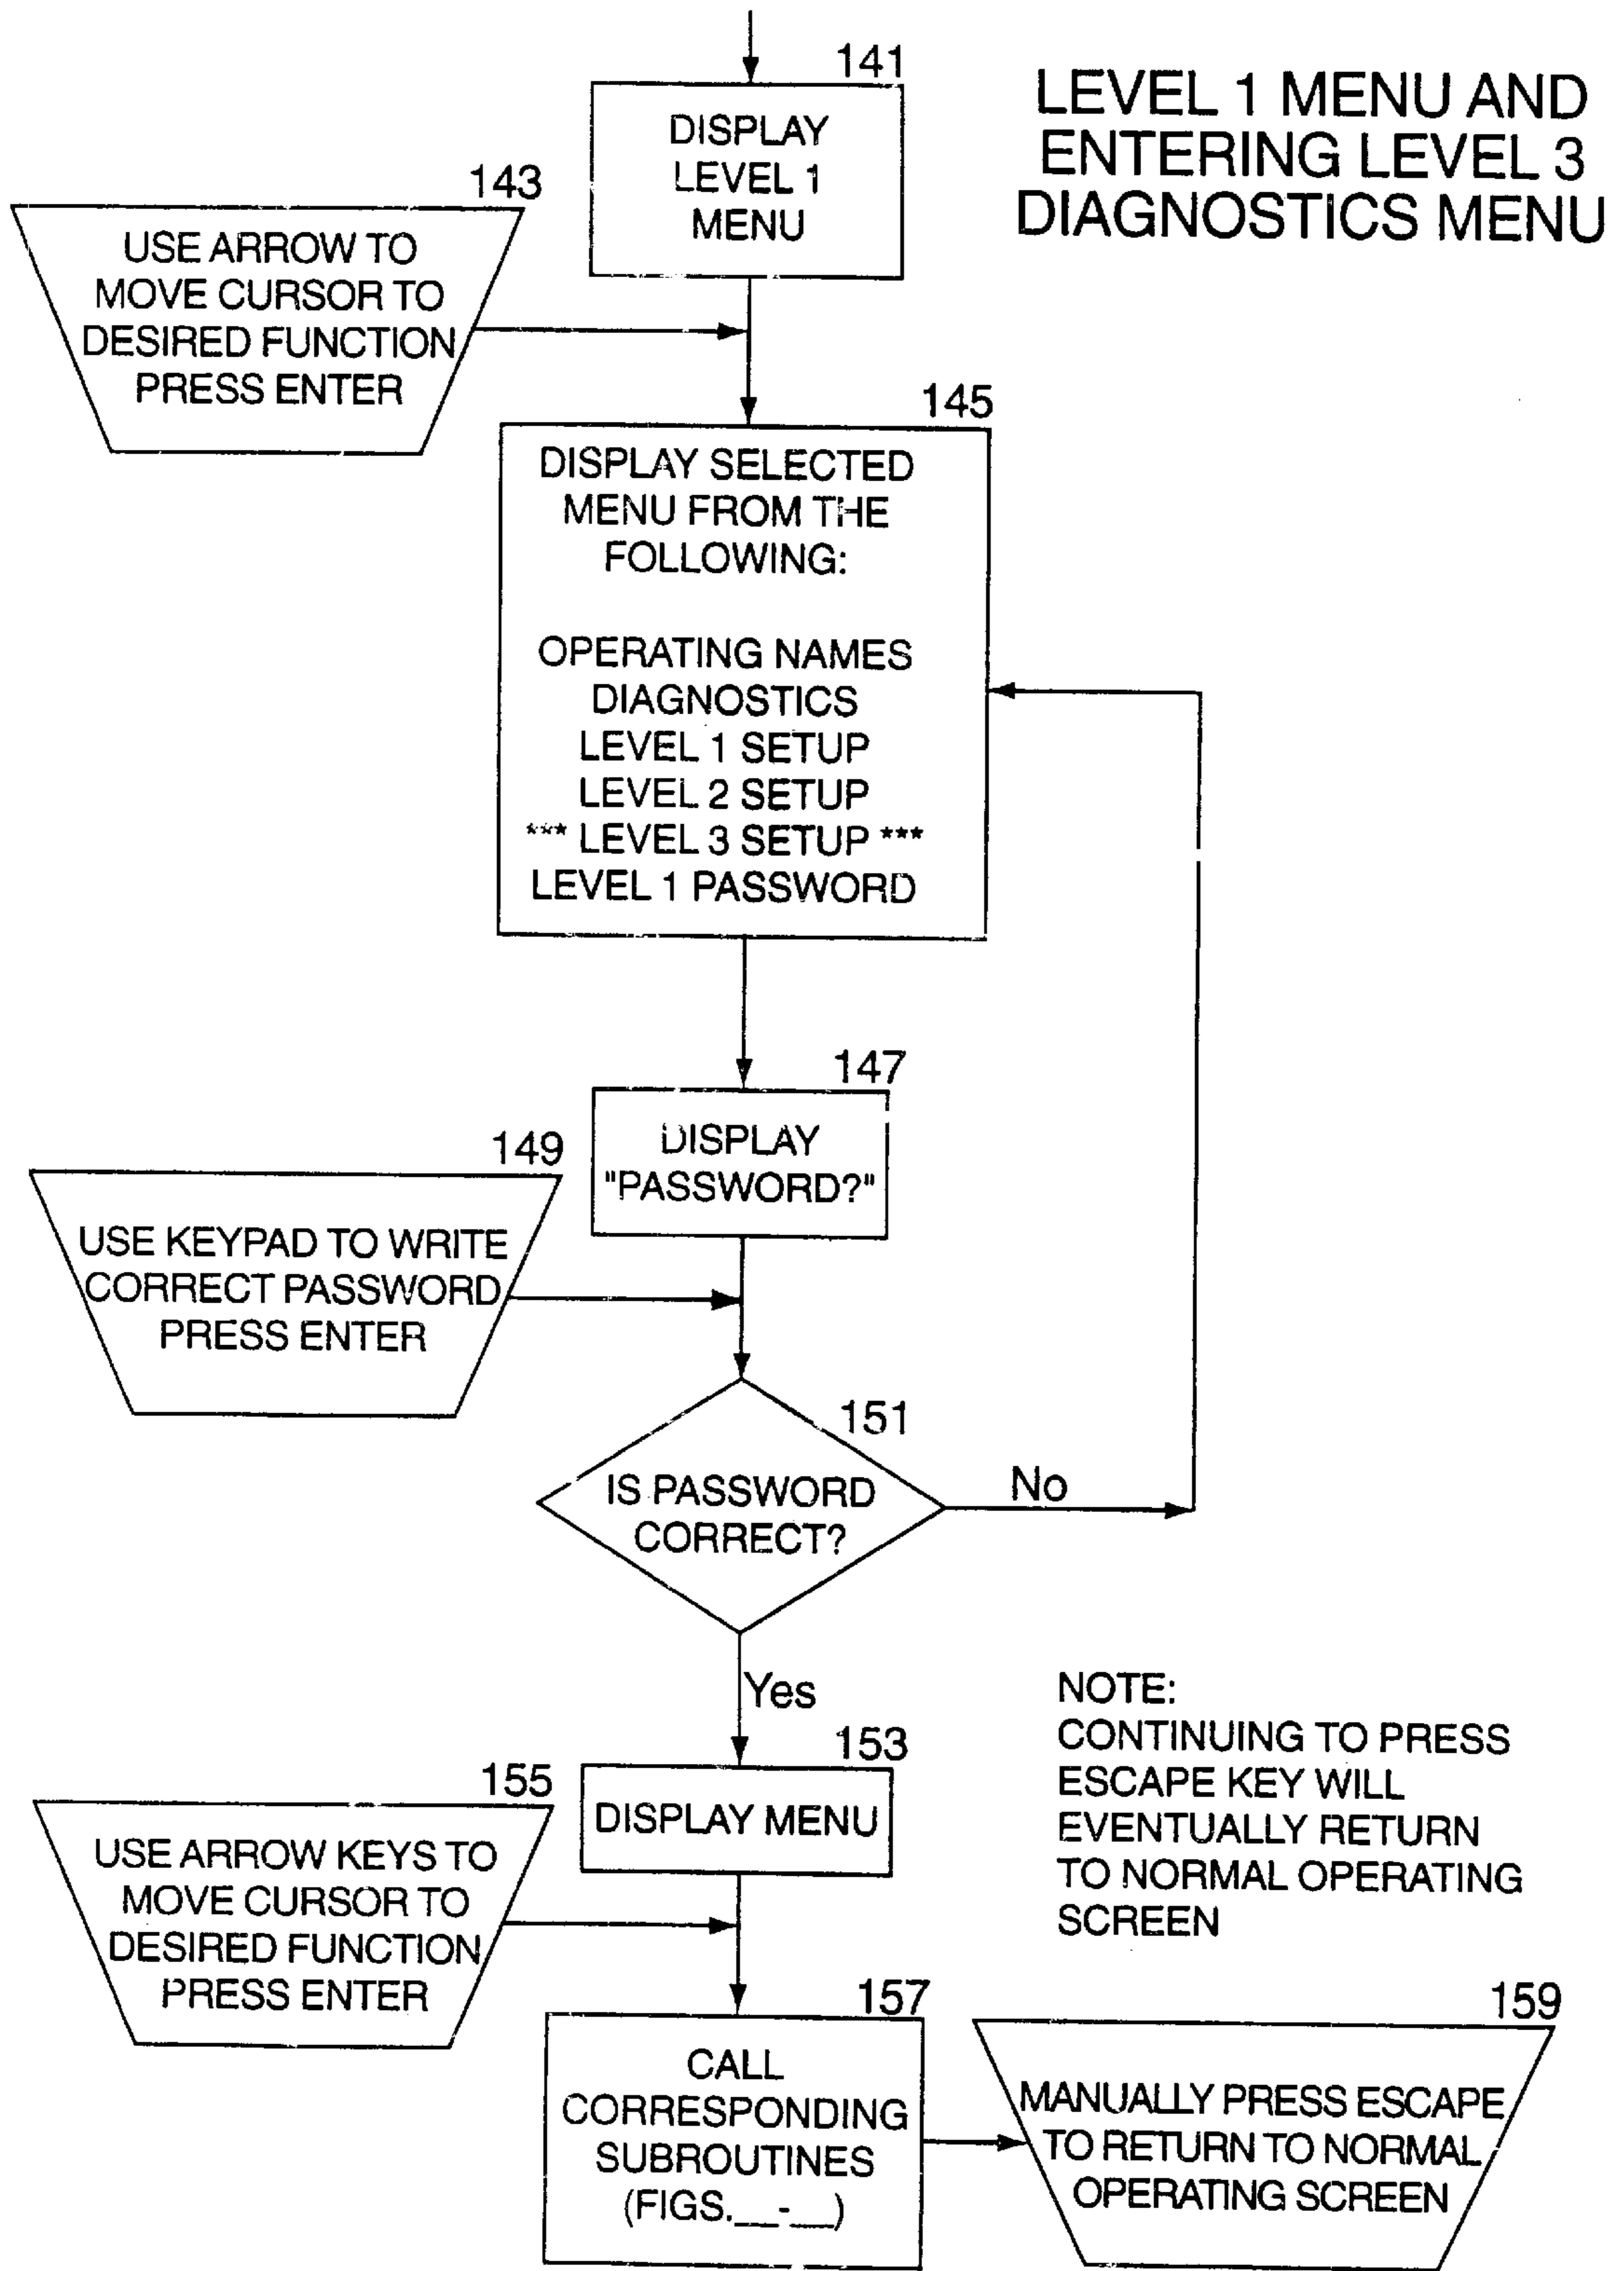 141
LEVEL 1 MENU AND
ENTERING LEVEL 3
DIAGNOSTICS MENU
DISPLAY
LEVEL 1
MENU
143
USE ARROW TO
MOVE CURSOR TO
DESIRED FUNCTION
PRESS ENTER
145
DISPLAY SELECTED
MENU FROM THE
FOLLOWING:
OPERATING NAMES
DIAGNOSTICS
LEVEL 1 SETUP
LEVEL 2 SETUP
*** LEVEL 3 SETUP ***
LEVEL 1 PASSWORD
147
DISPLAY
"PASSWORD?"
149
USE KEYPAD TO WRITE
CORRECT PASSWORD
PRESS ENTER
151
IS PASSWORD
CORRECT?
No
Yes
153
DISPLAY MENU
NOTE:
CONTINUING TO PRESS
ESCAPE KEY WILL
EVENTUALLY RETURN
TO NORMAL OPERATING
SCREEN
155
USE ARROW KEYS TO
MOVE CURSOR TO
DESIRED FUNCTION
PRESS ENTER
157
CALL
CORRESPONDING
SUBROUTINES
(FIGS.__-__)
159
MANUALLY PRESS ESCAPE
TO RETURN TO NORMAL
OPERATING SCREEN